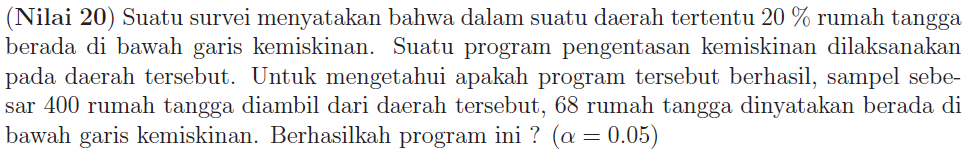 (Nilai 20) Suatu survei menyatakan bahwa dalam suatu daerah tertentu 20 % rumah tangga
berada di bawah garis kemiskinan. Suatu program pengentasan kemiskinan dilaksanakan
pada daerah tersebut. Untuk mengetahui apakah program tersebut berhasil, sampel sebe-
sar 400 rumah tangga diambil dari daerah tersebut, 68 rumah tangga dinyatakan berada di
bawah garis kemiskinan. Berhasilkah program ini ? (α = 0.05)